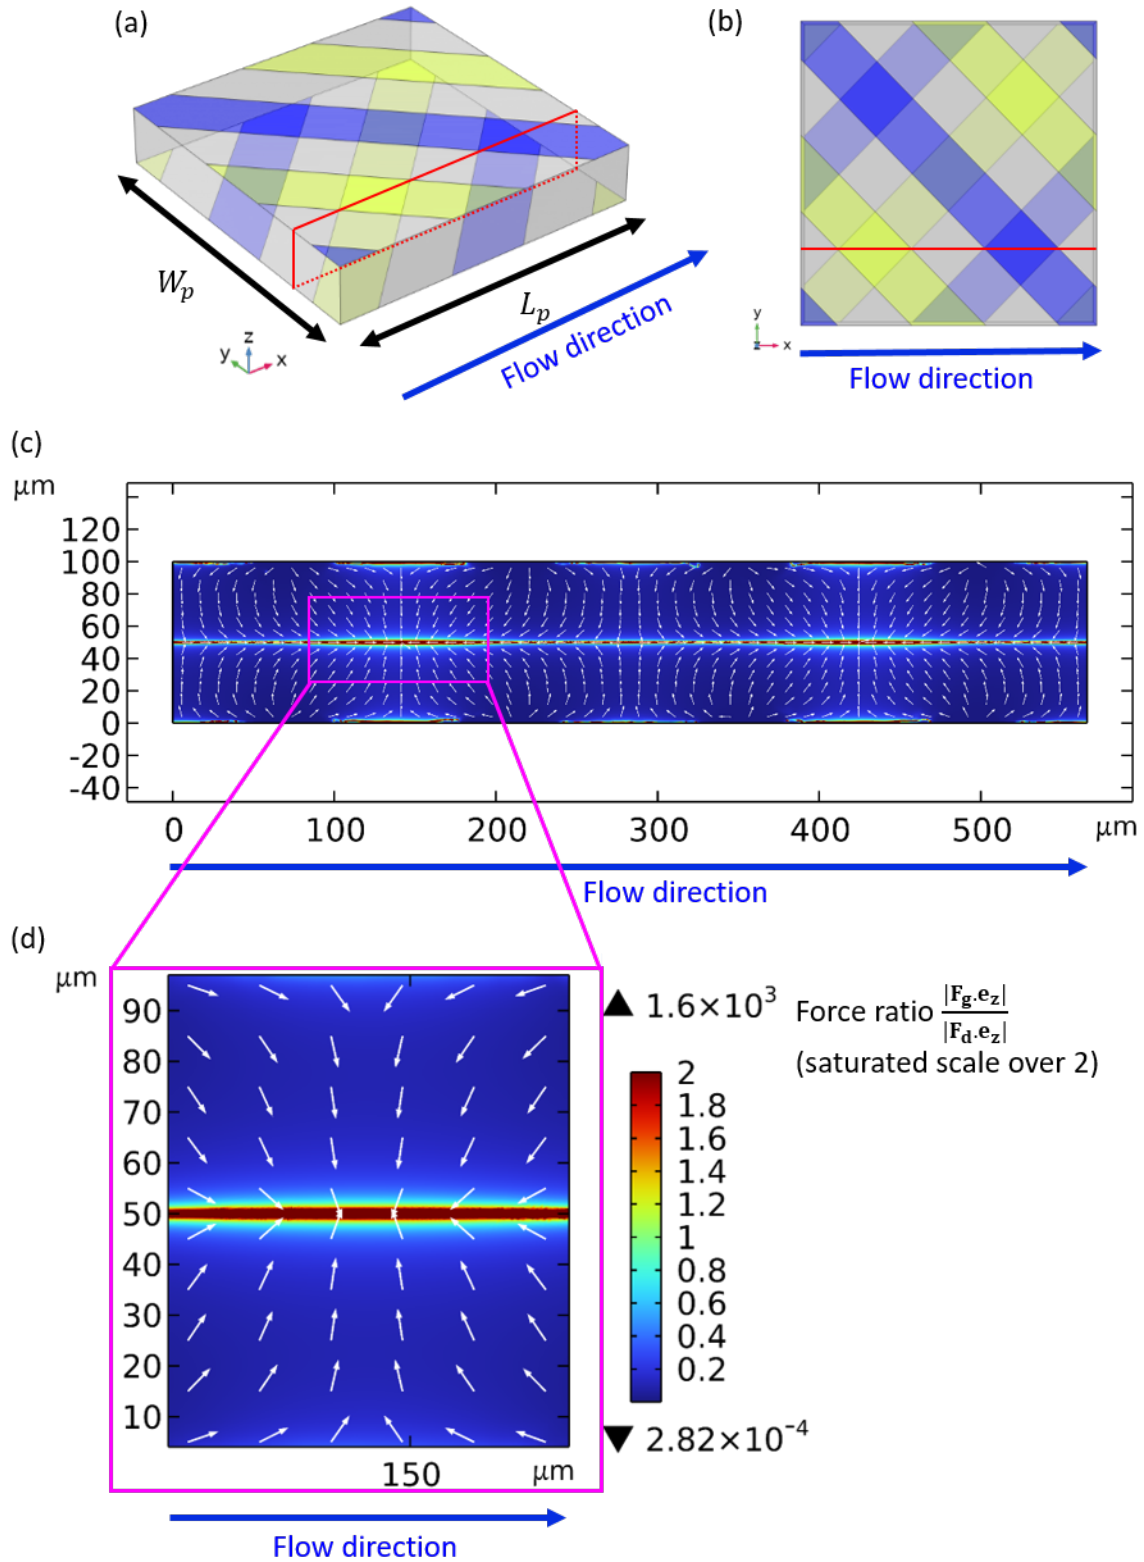 (a)
(b)
W_p
L_p
Flow direction
z
y
x
y
z
x
Flow direction
(c)
μm
120
100
80
60
40
20
0
-20
-40
0
100
200
300
400
500
μm
Flow direction
(d)
μm
90
80
70
60
50
40
30
20
10
150
μm
Flow direction
▲ 1.6×10³
2
1.8
1.6
1.4
1.2
1
0.8
0.6
0.4
0.2
▼ 2.82×10⁻⁴
Force ratio |F_g.e_z| / |F_d.e_z|
(saturated scale over 2)